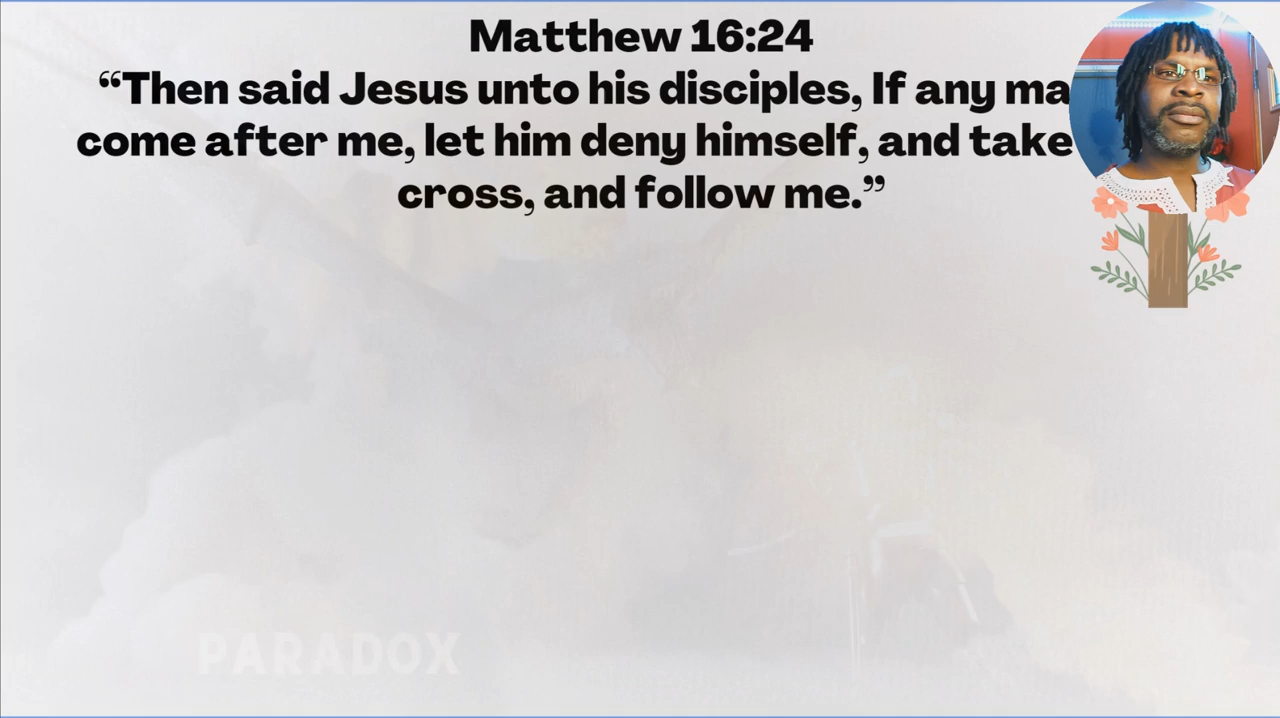 Matthew 16:24
“Then said Jesus unto his disciples, If any ma
come after me, let him deny himself, and take
cross, and follow me.”
PARADOX